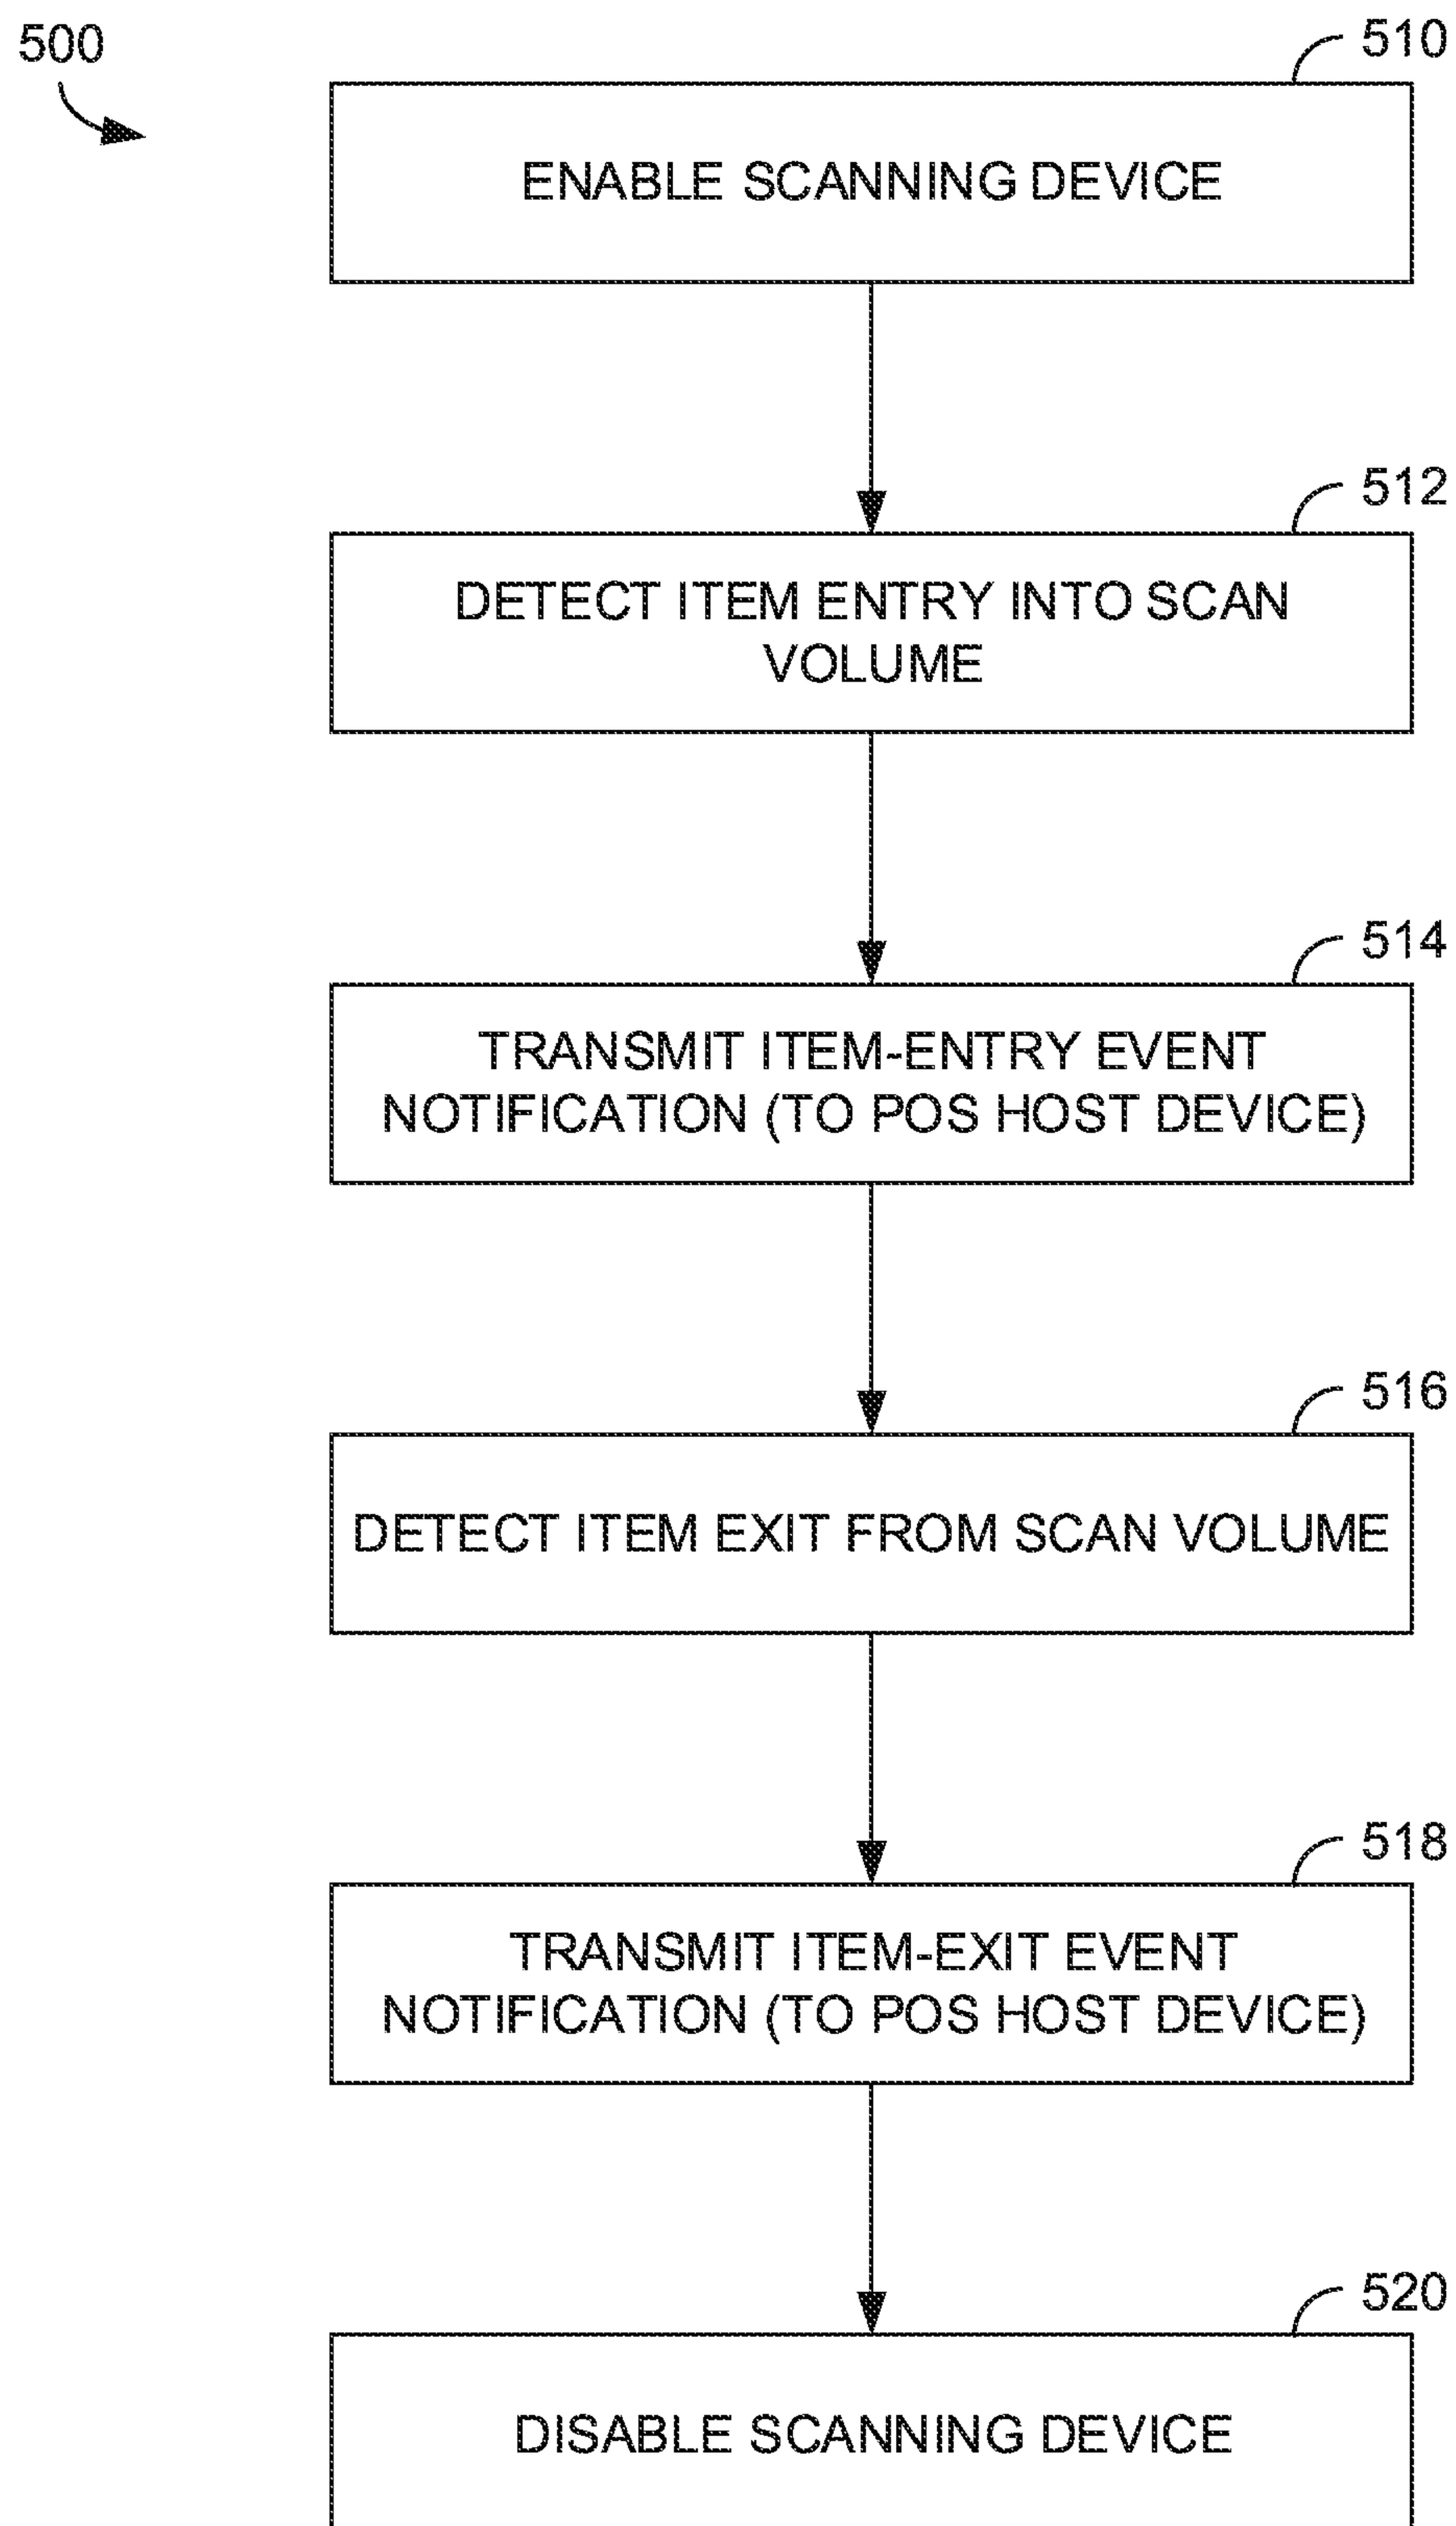 500
510
ENABLE SCANNING DEVICE
512
DETECT ITEM ENTRY INTO SCAN
VOLUME
514
TRANSMIT ITEM-ENTRY EVENT
NOTIFICATION (TO POS HOST DEVICE)
516
DETECT ITEM EXIT FROM SCAN VOLUME
518
TRANSMIT ITEM-EXIT EVENT
NOTIFICATION (TO POS HOST DEVICE)
520
DISABLE SCANNING DEVICE